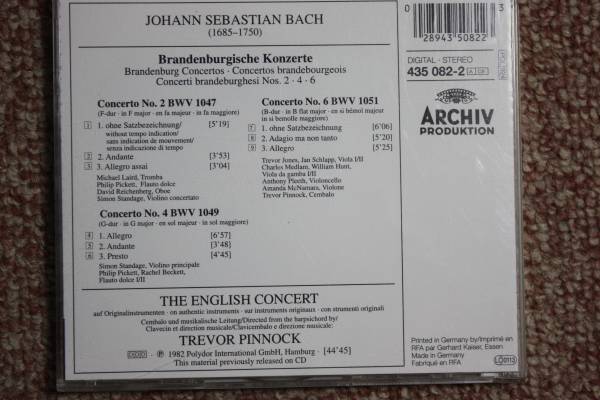 JOHANN SEBASTIAN BACH
(1685–1750)
Brandenburgische Konzerte
Brandenburg Concertos · Concertos brandebourgeois
Concerti brandeburghesi Nos. 2 · 4 · 6
Concerto No. 2 BWV 1047
(F-dur · in F major · en fa majeur · in fa maggiore)
1 1. ohne Satzbezeichnung/ [5'19]
without tempo indication/
sans indication de mouvement/
senza indicazione di tempo
2 2. Andante [3'53]
3 3. Allegro assai [3'04]
Michael Laird, Tromba
Philip Pickett, Flauto dolce
David Reichenberg, Oboe
Simon Standage, Violino concertato
Concerto No. 4 BWV 1049
(G-dur · in G major · en sol majeur · in sol maggiore)
4 1. Allegro [6'57]
5 2. Andante [3'48]
6 3. Presto [4'45]
Simon Standage, Violino principale
Philip Pickett, Rachel Beckett,
Flauto dolce I/II
Concerto No. 6 BWV 1051
(B-dur · in B flat major · en si bémol majeur
in si bemolle maggiore)
7 1. ohne Satzbezeichnung [6'06]
8 2. Adagio ma non tanto [5'20]
9 3. Allegro [5'25]
Trevor Jones, Jan Schlapp, Viola I/II
Charles Medlam, William Hunt,
Viola da gamba I/II
Anthony Pleeth, Violoncello
Amanda McNamara, Violone
Trevor Pinnock, Cembalo
THE ENGLISH CONCERT
auf Originalinstrumenten · on authentic instruments · sur instruments originaux · con strumenti originali
Cembalo und musikalische Leitung/Directed from the harpsichord by/
Clavecin et direction musicale/Clavicembalo e direzione musicale:
TREVOR PINNOCK
DDD · ℗ 1982 Polydor International GmbH, Hamburg · [44'45]
This material previously released on CD
0 28943 50822 3
DIGITAL · STEREO
435 082-2
ARCHIV
PRODUKTION
Printed in Germany by/Imprimé en
RFA par Gerhard Kaiser, Essen
Made in Germany
Fabriqué en RFA